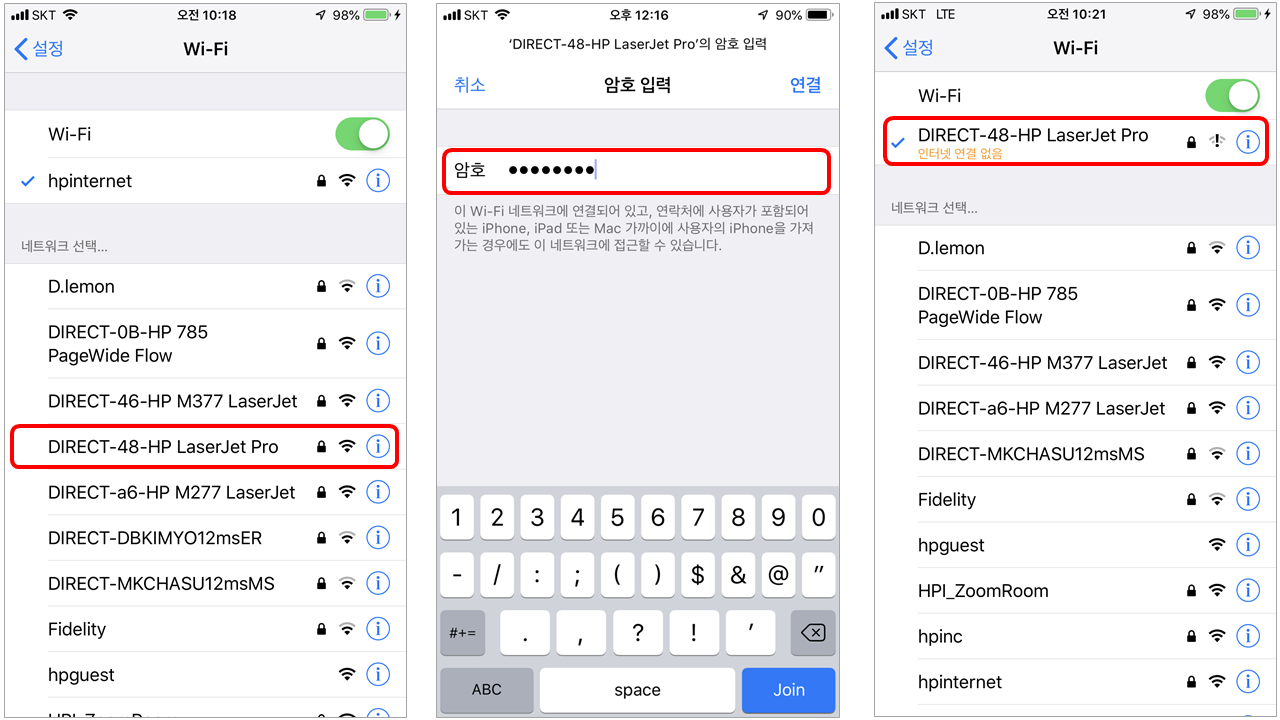 SKT 오전 10:18 98%
설정 Wi-Fi
Wi-Fi
hpinternet
네트워크 선택...
D.lemon
DIRECT-0B-HP 785
PageWide Flow
DIRECT-46-HP M377 LaserJet
DIRECT-48-HP LaserJet Pro
DIRECT-a6-HP M277 LaserJet
DIRECT-DBKIMYO12msER
DIRECT-MKCHASU12msMS
Fidelity
hpguest
HPI_ZoomRoom
SKT 오후 12:16 90%
‘DIRECT-48-HP LaserJet Pro’의 암호 입력
취소 암호 입력 연결
암호 ●●●●●●●●
이 Wi-Fi 네트워크에 연결되어 있고, 연락처에 사용자가 포함되어
있는 iPhone, iPad 또는 Mac 가까이에 사용자의 iPhone을 가져
가는 경우에도 이 네트워크에 접근할 수 있습니다.
1 2 3 4 5 6 7 8 9 0
- / : ; ( ) $ & @ ”
#+= . , ? ! ’
ABC space Join
SKT LTE 오전 10:21 98%
설정 Wi-Fi
Wi-Fi
DIRECT-48-HP LaserJet Pro
인터넷 연결 없음
네트워크 선택...
D.lemon
DIRECT-0B-HP 785
PageWide Flow
DIRECT-46-HP M377 LaserJet
DIRECT-a6-HP M277 LaserJet
DIRECT-MKCHASU12msMS
Fidelity
hpguest
HPI_ZoomRoom
hpinc
hpinternet